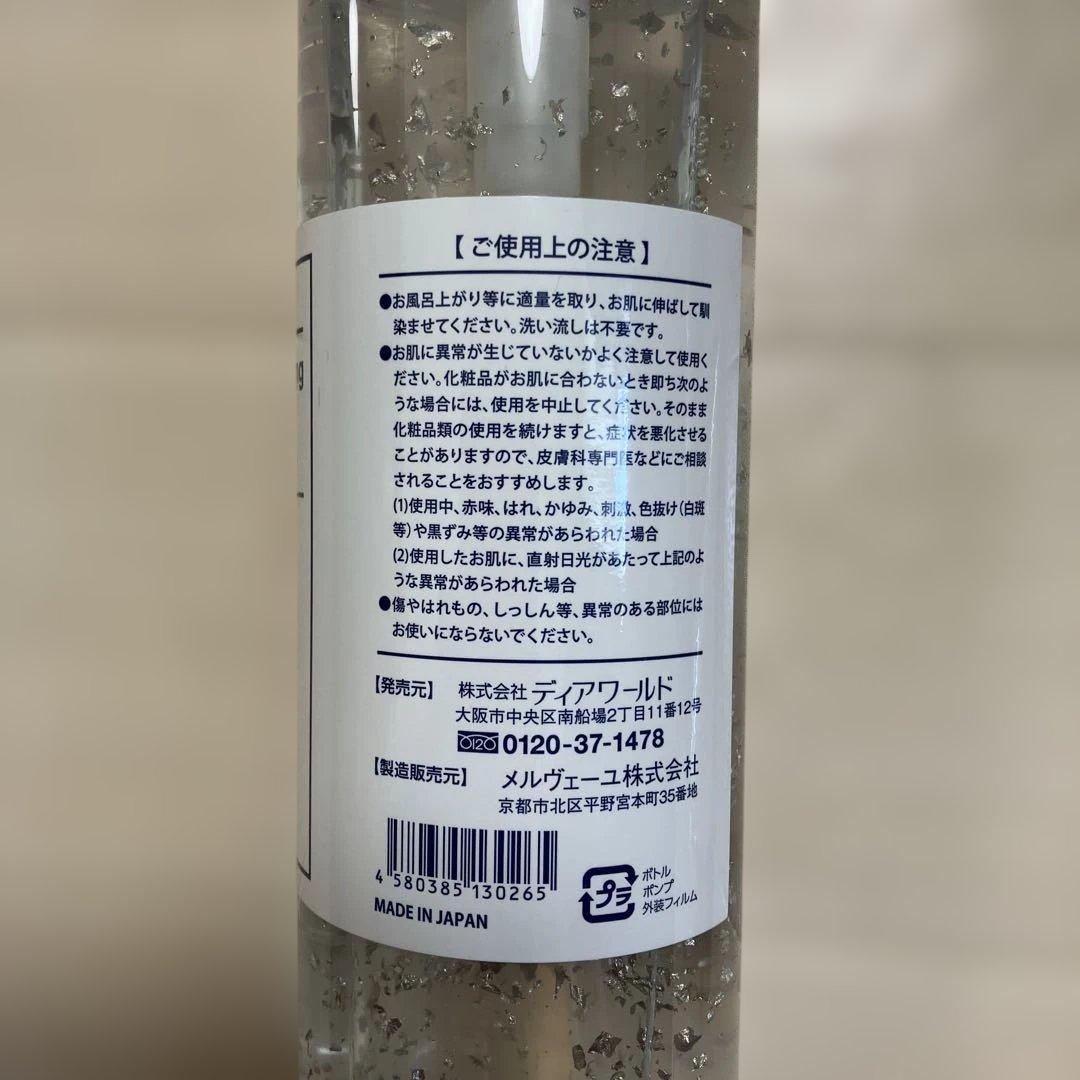 【ご使用上の注意】
●お風呂上がり等に適量を取り、お肌に伸ばして馴
染ませてください。洗い流しは不要です。
●お肌に異常が生じていないかよく注意して使用く
ださい。化粧品がお肌に合わないとき即ち次のよ
うな場合には、使用を中止してください。そのまま
化粧品類の使用を続けますと、症状を悪化させる
ことがありますので、皮膚科専門医などにご相談
されることをおすすめします。
(1)使用中、赤味、はれ、かゆみ、刺激、色抜け(白斑
等)や黒ずみ等の異常があらわれた場合
(2)使用したお肌に、直射日光があたって上記のよ
うな異常があらわれた場合
●傷やはれもの、しっしん等、異常のある部位には
お使いにならないでください。
【発売元】 株式会社 ディアワールド
大阪市中央区南船場2丁目11番12号
0120 0120-37-1478
【製造販売元】 メルヴェーユ株式会社
京都市北区平野宮本町35番地
4 580385 130265
MADE IN JAPAN
プラ
ボトル
ポンプ
外装フィルム